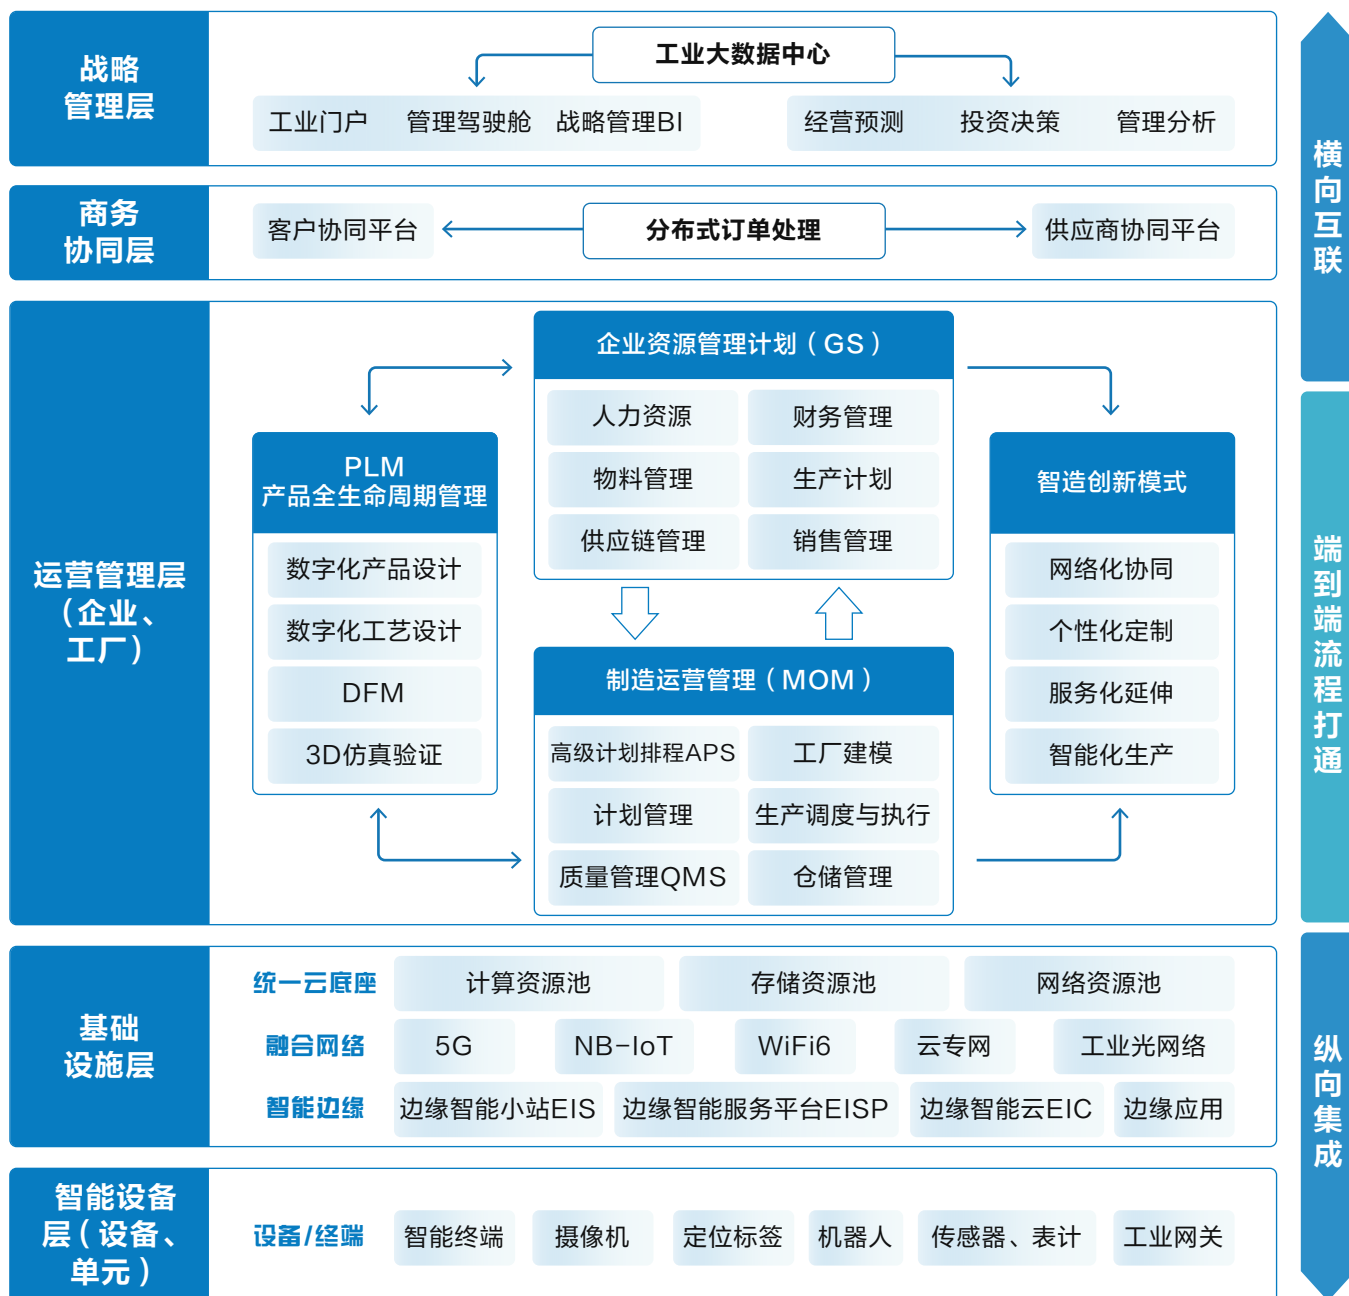 战略
管理层
工业大数据中心
工业门户 管理驾驶舱 战略管理BI 经营预测 投资决策 管理分析
商务
协同层
客户协同平台 分布式订单处理 供应商协同平台
运营管理层
（企业、
工厂）
企业资源管理计划（GS）
人力资源 财务管理
物料管理 生产计划
供应链管理 销售管理
PLM
产品全生命周期管理
数字化产品设计
数字化工艺设计
DFM
3D仿真验证
制造运营管理（MOM）
高级计划排程APS 工厂建模
计划管理 生产调度与执行
质量管理QMS 仓储管理
智造创新模式
网络化协同
个性化定制
服务化延伸
智能化生产
基础
设施层
统一云底座 计算资源池 存储资源池 网络资源池
融合网络 5G NB-IoT WiFi6 云专网 工业光网络
智能边缘 边缘智能小站EIS 边缘智能服务平台EISP 边缘智能云EIC 边缘应用
智能设备
层（设备、
单元）
设备/终端 智能终端 摄像机 定位标签 机器人 传感器、表计 工业网关
横向互联
端到端流程打通
纵向集成